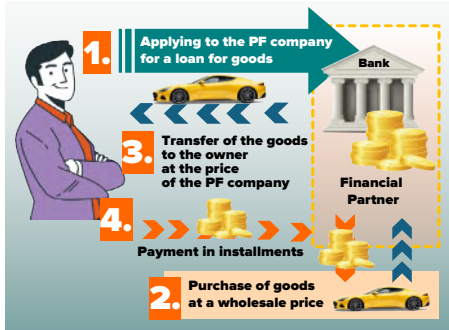 1.
Applying to the PF company
for a loan for goods
Bank
3.
Transfer of the goods
to the owner
at the price
of the PF company
Financial
Partner
4.
Payment in installments
2.
Purchase of goods
at a wholesale price